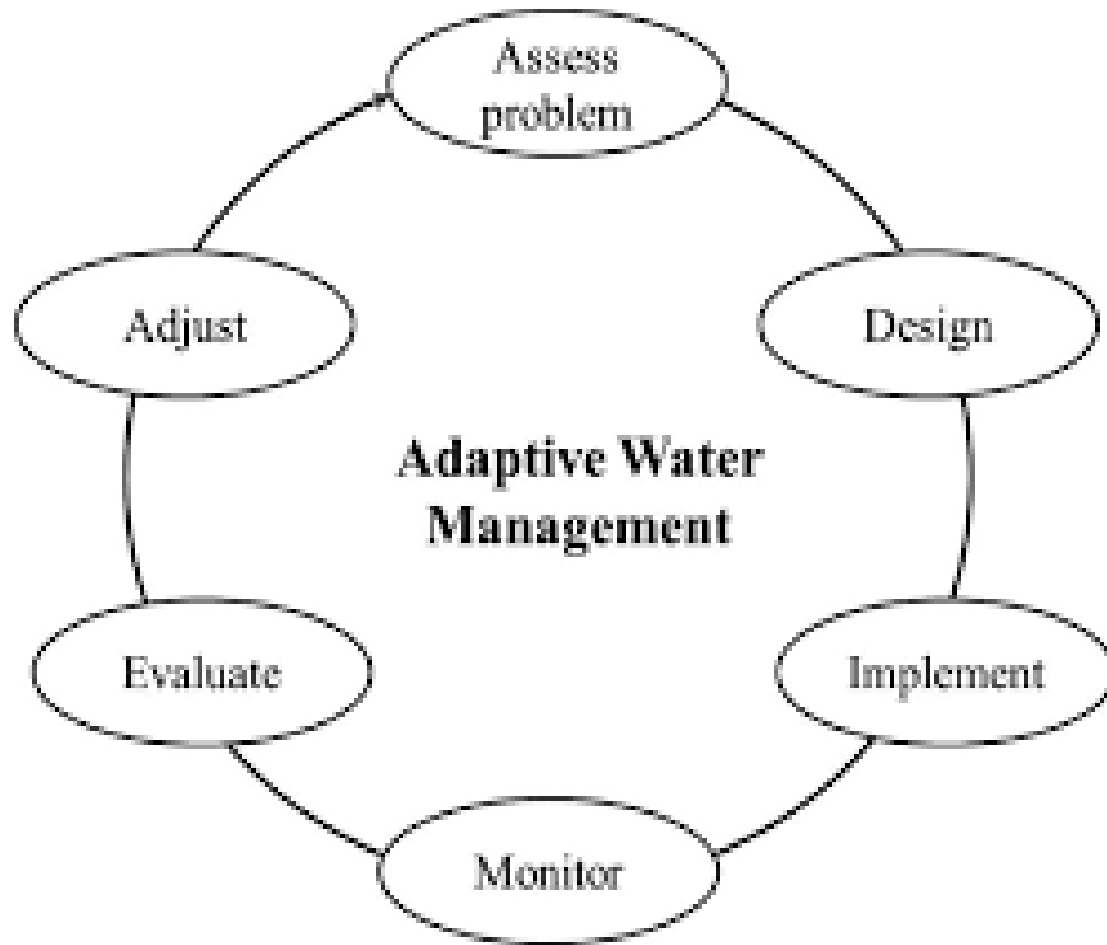 Assess
problem
Design
Implement
Monitor
Evaluate
Adjust
Adaptive Water
Management